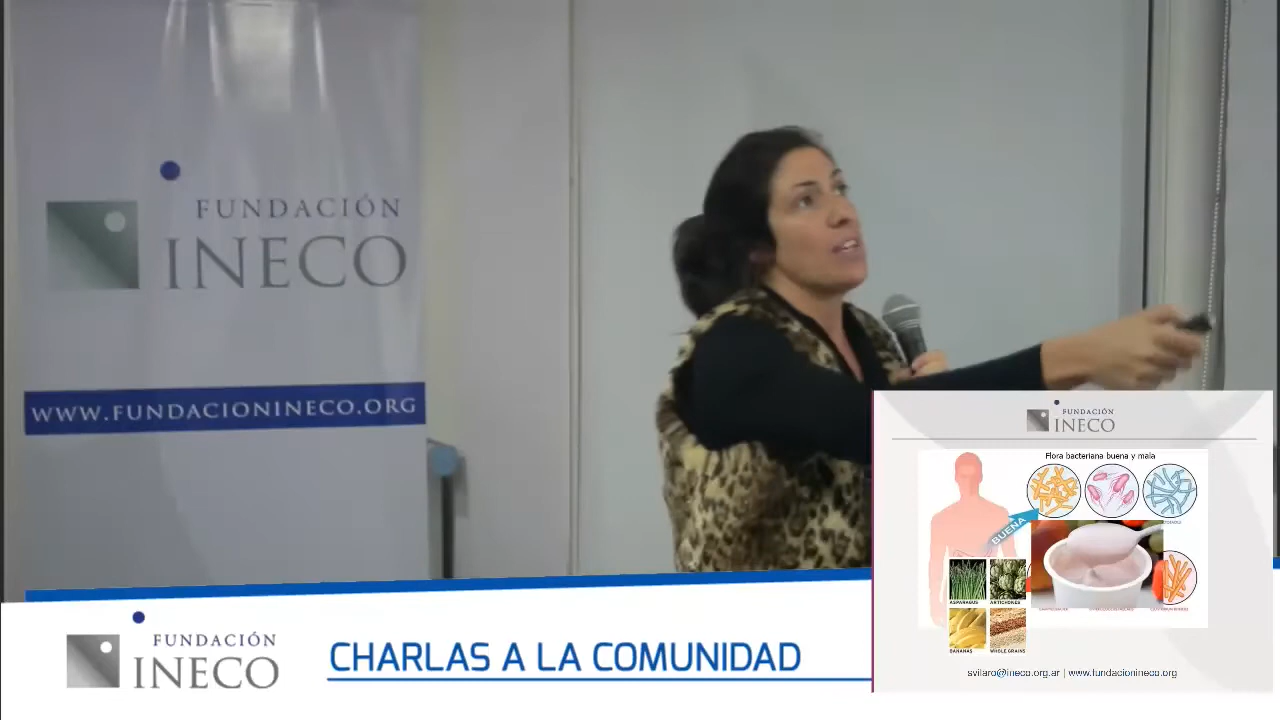 FUNDACIÓN
INECO
WWW.FUNDACIONINECO.ORG
FUNDACIÓN
INECO
Flora bacteriana buena y mala
BUENA
ASPARAGUS
ARTICHOKES
BANANAS
WHOLE GRAINS
svilaro@ineco.org.ar | www.fundacionineco.org
FUNDACIÓN
INECO
CHARLAS A LA COMUNIDAD